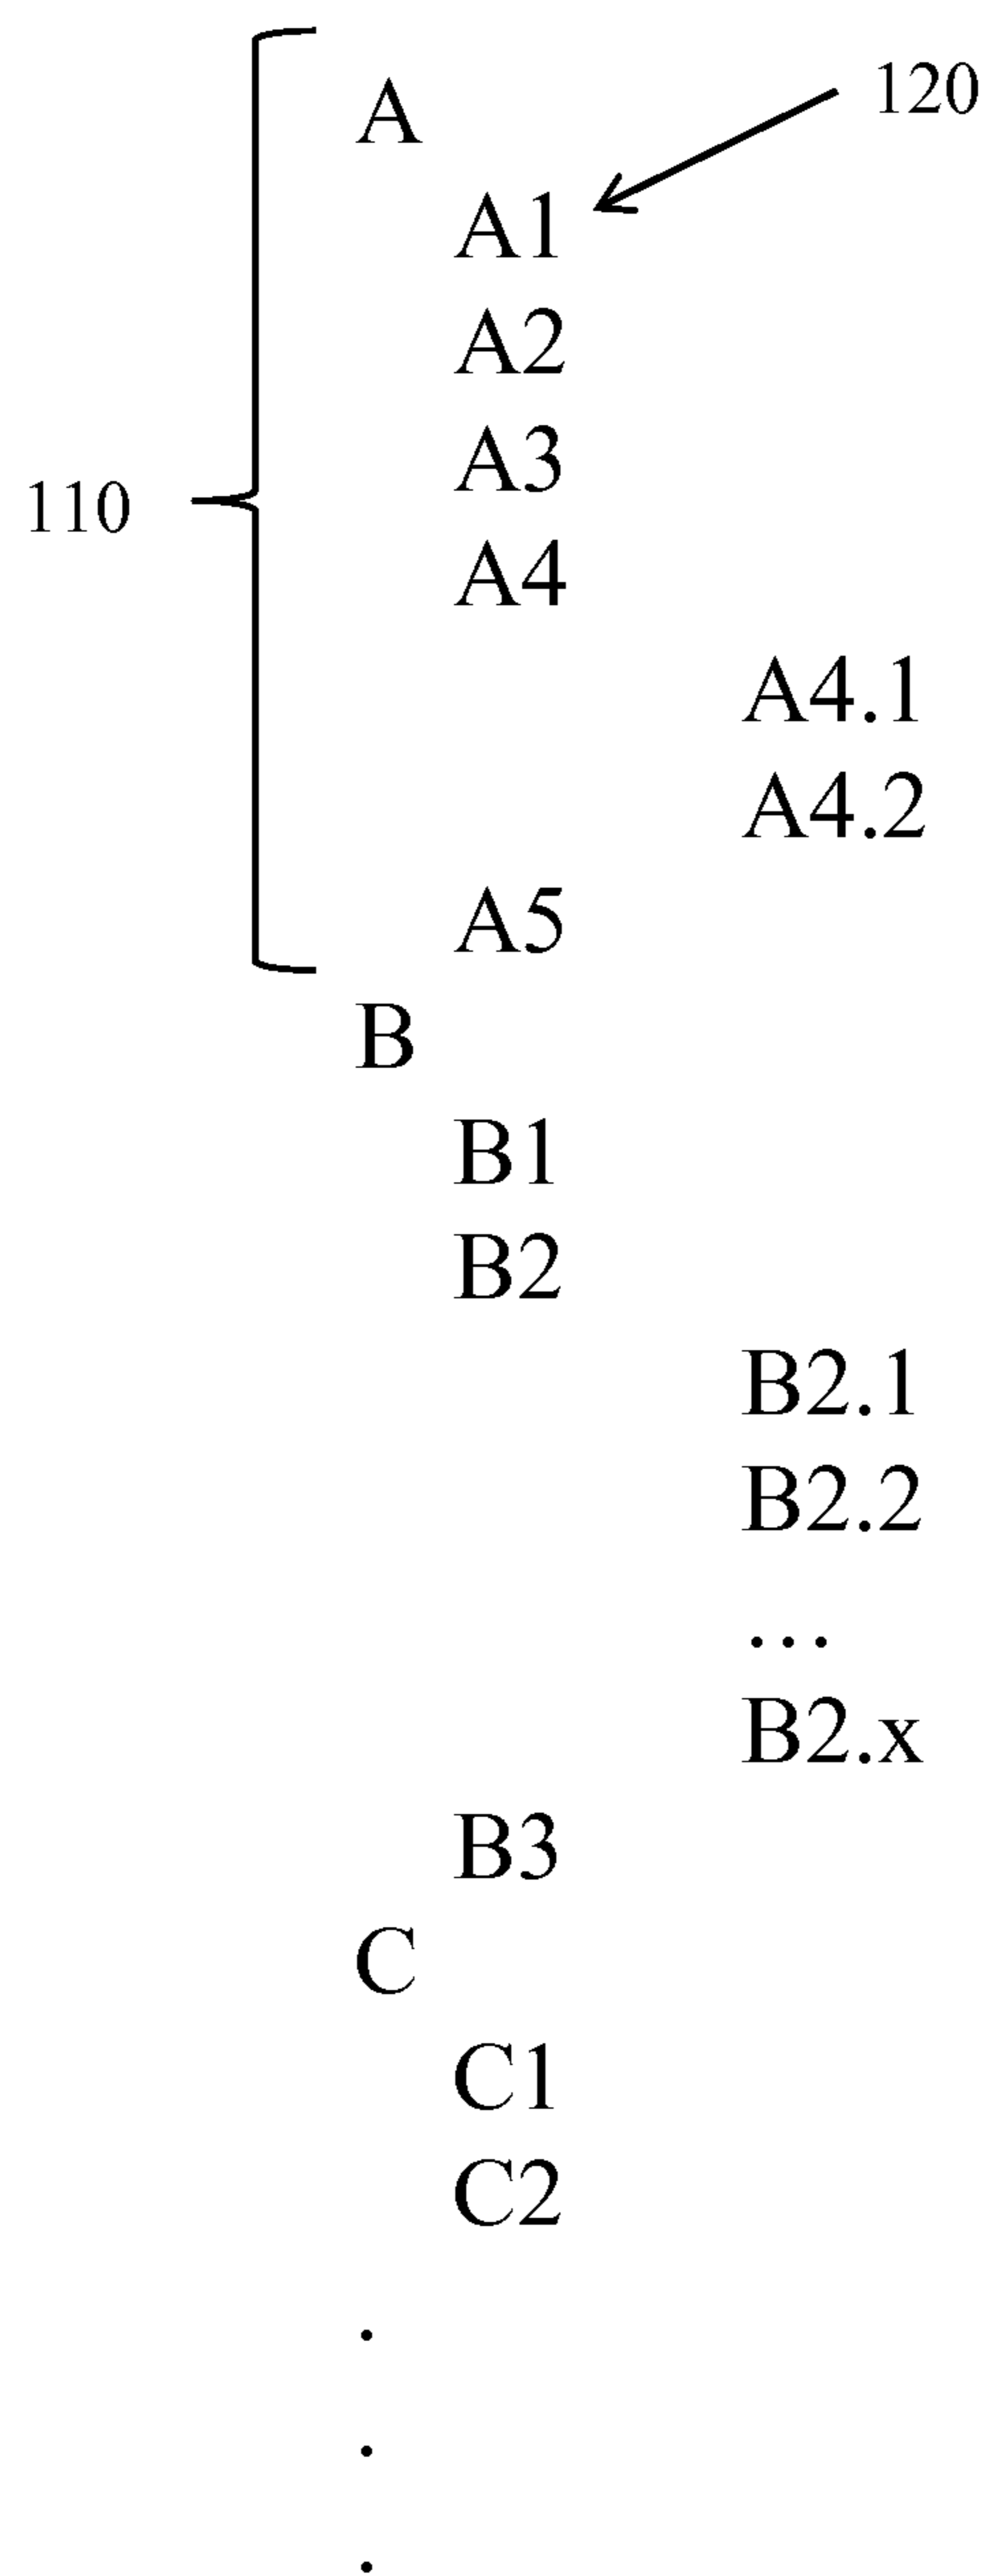 A
120
A1
A2
A3
110
A4
A4.1
A4.2
A5
B
B1
B2
B2.1
B2.2
...
B2.x
B3
C
C1
C2
.
.
.